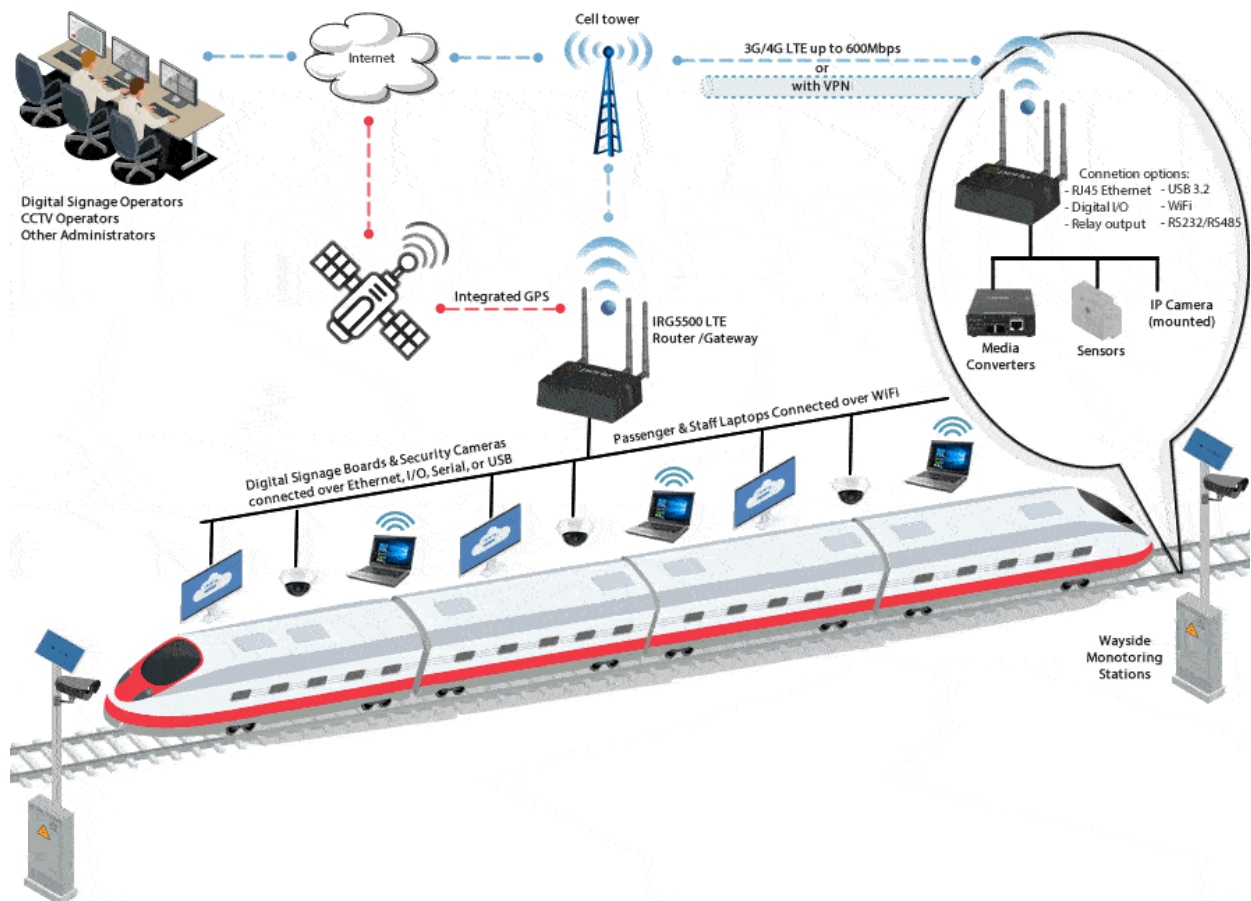 Cell tower
Internet
3G/4G LTE up to 600Mbps
or
with VPN
Digital Signage Operators
CCTV Operators
Other Administrators
Connetion options:
- RJ45 Ethernet - USB 3.2
- Digital I/O - WiFi
- Relay output - RS232/RS485
Integrated GPS
IRG5500 LTE
Router /Gateway
Media
Converters
Sensors
IP Camera
(mounted)
Digital Signage Boards & Security Cameras
connected over Ethernet, I/O, Serial, or USB
Passenger & Staff Laptops Connected over WiFi
Wayside
Monotoring
Stations